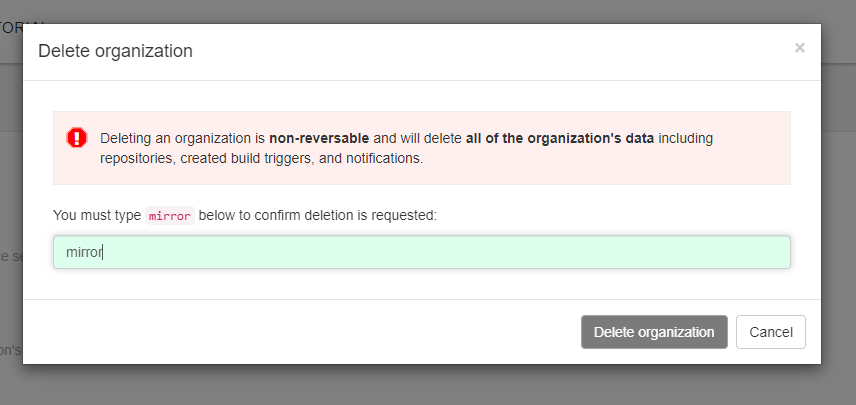 TORIAL
Delete organization
×
Deleting an organization is non-reversable and will delete all of the organization's data including
repositories, created build triggers, and notifications.
You must type mirror below to confirm deletion is requested:
mirror
Delete organization
Cancel